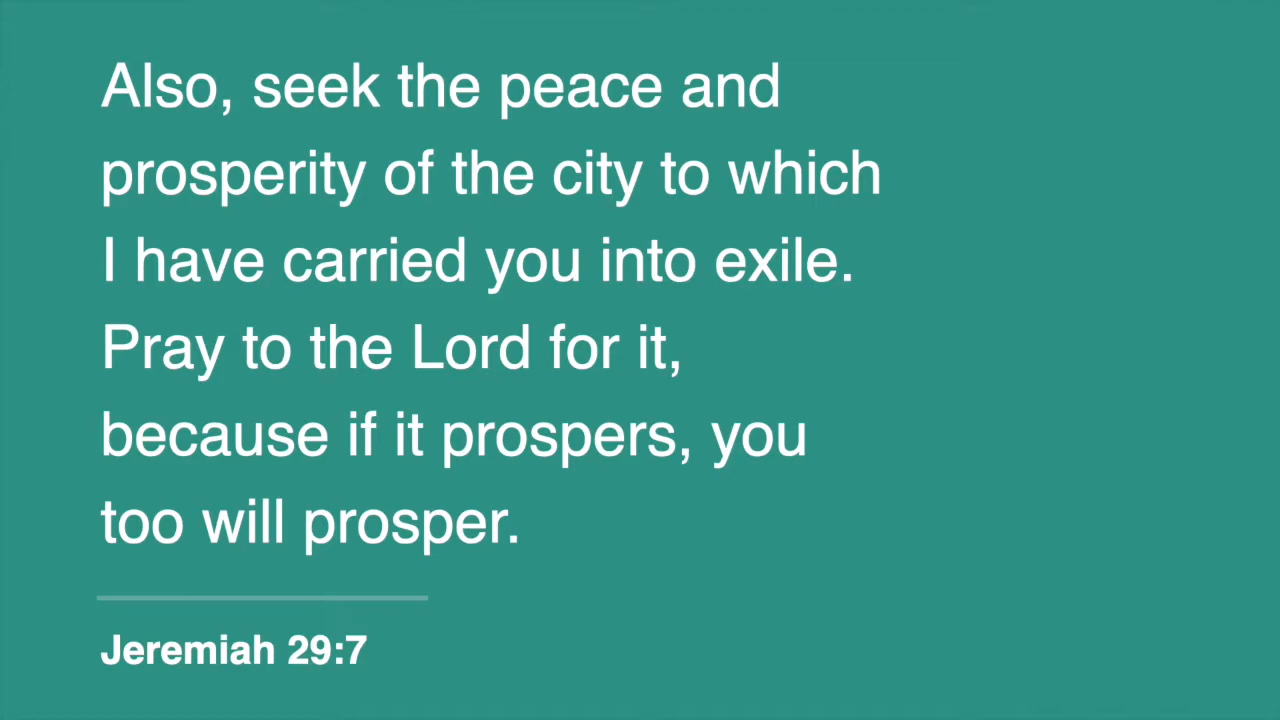 Also, seek the peace and
prosperity of the city to which
I have carried you into exile.
Pray to the Lord for it,
because if it prospers, you
too will prosper.
Jeremiah 29:7